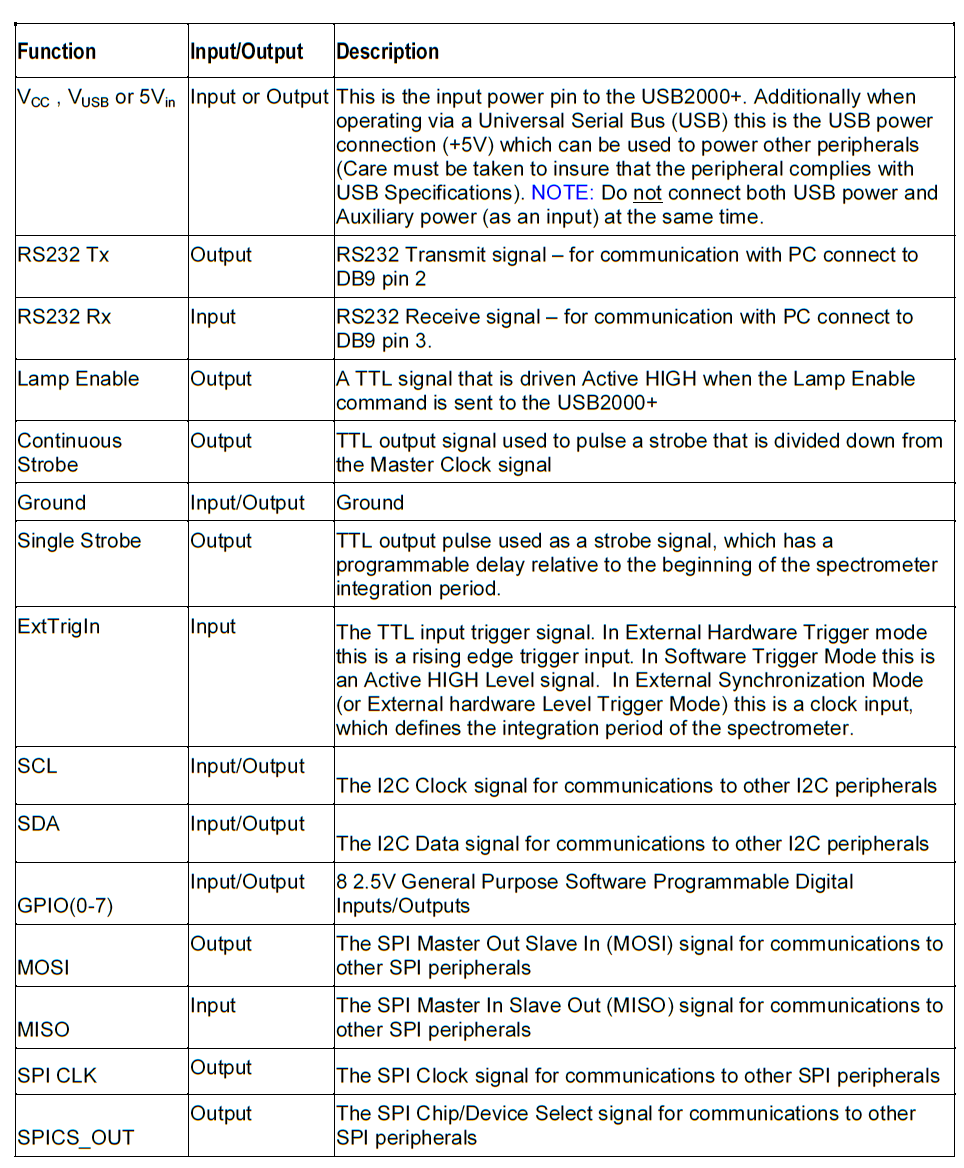 Function Input/Output Description
VCC , VUSB or 5Vin Input or Output This is the input power pin to the USB2000+. Additionally when
operating via a Universal Serial Bus (USB) this is the USB power
connection (+5V) which can be used to power other peripherals
(Care must be taken to insure that the peripheral complies with
USB Specifications). NOTE: Do not connect both USB power and
Auxiliary power (as an input) at the same time.
RS232 Tx Output RS232 Transmit signal – for communication with PC connect to
DB9 pin 2
RS232 Rx Input RS232 Receive signal – for communication with PC connect to
DB9 pin 3.
Lamp Enable Output A TTL signal that is driven Active HIGH when the Lamp Enable
command is sent to the USB2000+
Continuous Output TTL output signal used to pulse a strobe that is divided down from
Strobe the Master Clock signal
Ground Input/Output Ground
Single Strobe Output TTL output pulse used as a strobe signal, which has a
programmable delay relative to the beginning of the spectrometer
integration period.
ExtTrigIn Input The TTL input trigger signal. In External Hardware Trigger mode
this is a rising edge trigger input. In Software Trigger Mode this is
an Active HIGH Level signal. In External Synchronization Mode
(or External hardware Level Trigger Mode) this is a clock input,
which defines the integration period of the spectrometer.
SCL Input/Output The I2C Clock signal for communications to other I2C peripherals
SDA Input/Output The I2C Data signal for communications to other I2C peripherals
Input/Output 8 2.5V General Purpose Software Programmable Digital
GPIO(0-7) Inputs/Outputs
Output The SPI Master Out Slave In (MOSI) signal for communications to
MOSI other SPI peripherals
Input The SPI Master In Slave Out (MISO) signal for communications to
MISO other SPI peripherals
SPI CLK Output The SPI Clock signal for communications to other SPI peripherals
Output The SPI Chip/Device Select signal for communications to other
SPICS_OUT SPI peripherals